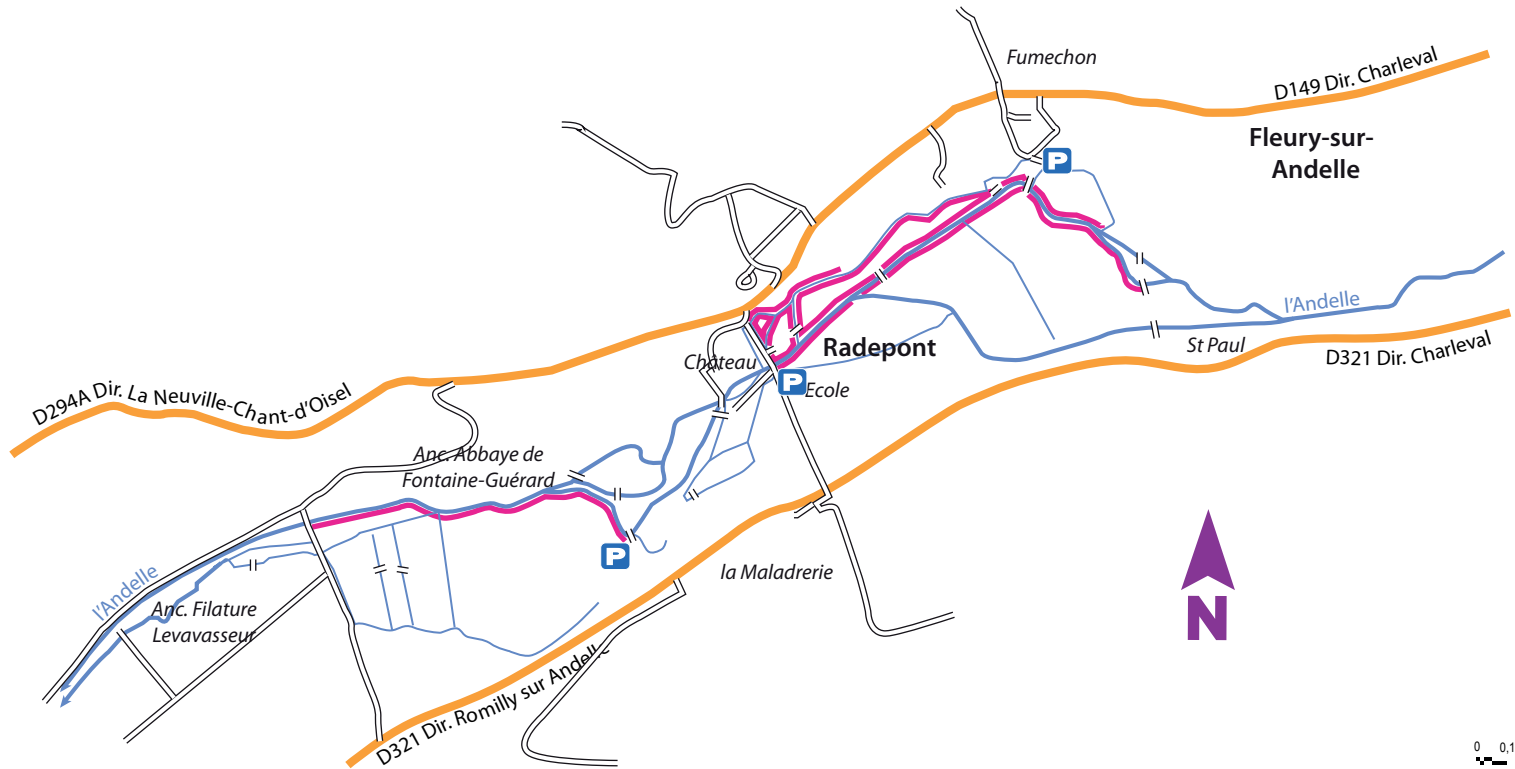 Fumechon
D149 Dir. Charleval
Fleury-sur-
Andelle
P
l'Andelle
St Paul
D321 Dir. Charleval
Radepont
Château
P
Ecole
D294A Dir. La Neuville-Chant-d'Oisel
Anc. Abbaye de
Fontaine-Guérard
P
la Maladrerie
l'Andelle
Anc. Filature
Levavasseur
D321 Dir. Romilly sur Andelle
N
0 0,1